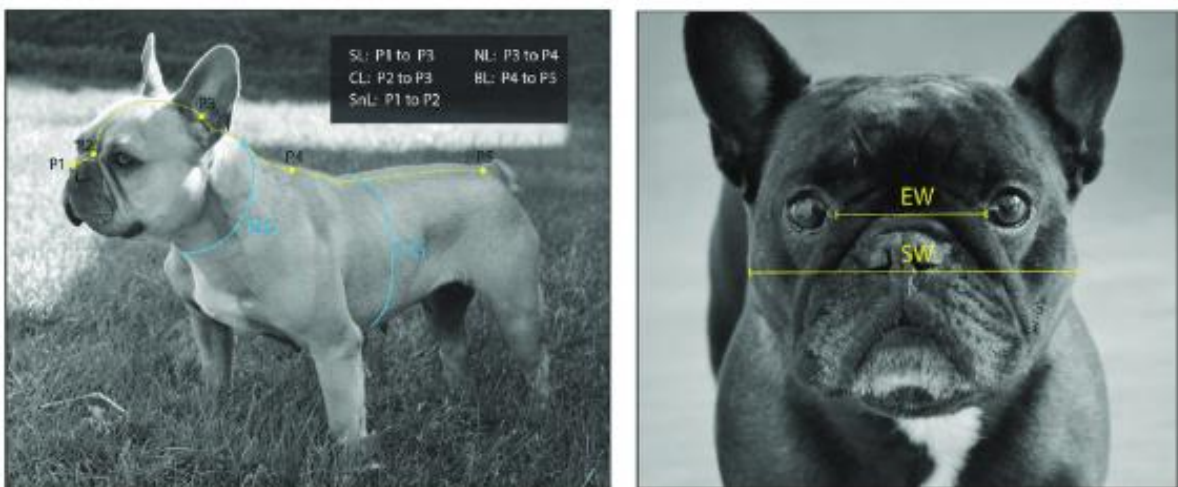 SL: P1 to P3 NL: P3 to P4
CL: P2 to P3 BL: P4 to P5
SnL: P1 to P2
P3
P2
P1
P4
P5
EW
SW